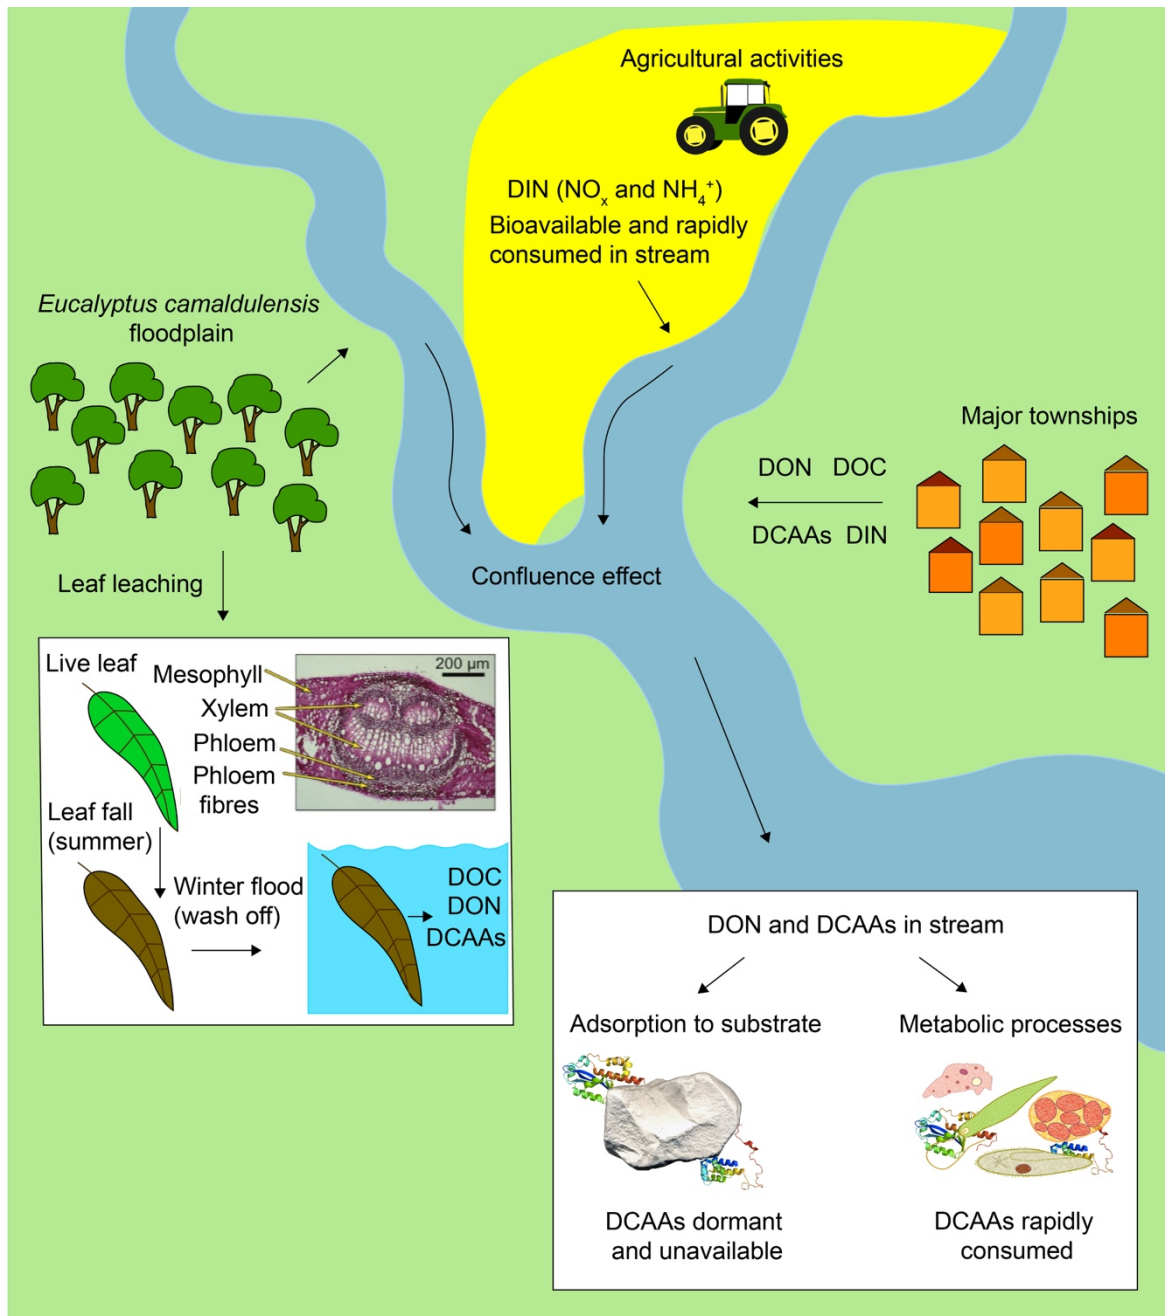 Agricultural activities
DIN (NOx and NH4+)
Bioavailable and rapidly
consumed in stream
Eucalyptus camaldulensis
floodplain
Major townships
DON DOC
DCAAs DIN
Confluence effect
Leaf leaching
Live leaf
Mesophyll
Xylem
Phloem
Phloem
fibres
200 µm
Leaf fall
(summer)
Winter flood
(wash off)
DOC
DON
DCAAs
DON and DCAAs in stream
Adsorption to substrate
Metabolic processes
DCAAs dormant
and unavailable
DCAAs rapidly
consumed